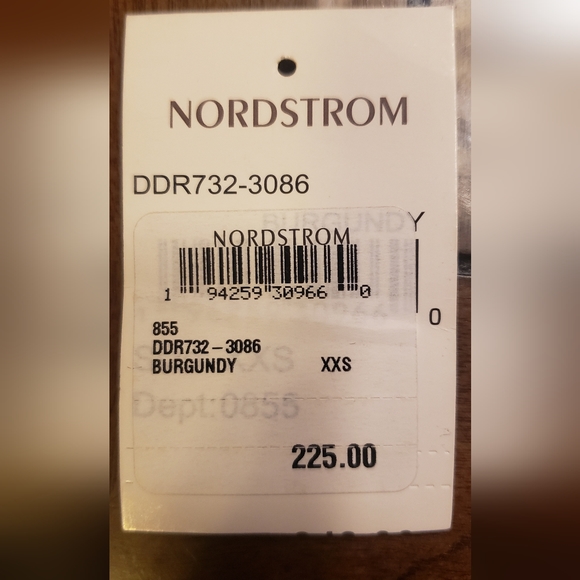 NORDSTROM
DDR732-3086
BURGUNDY
NORDSTROM
1 94259 30966 0
0
855
DDR732-3086
BURGUNDY XXS
XXS
Dept:0855
225.00